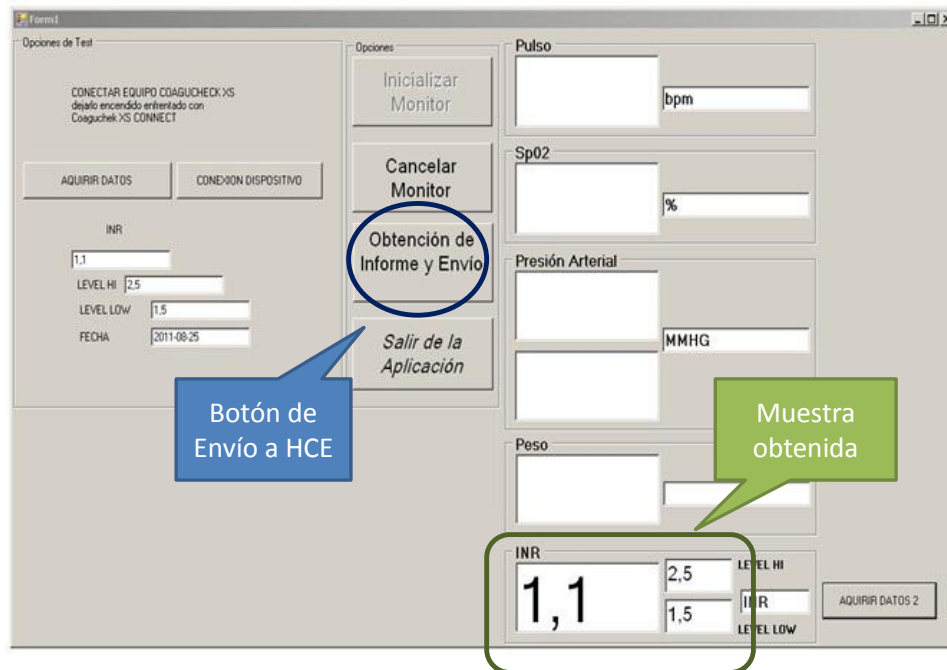 Form1
Opciones de Test
CONECTAR EQUIPO COAGUCHECK XS
dejarlo encendido enfrentado con
Coaguchek XS CONNECT
AQUIRIR DATOS
CONEXION DISPOSITIVO
INR
1,1
LEVEL HI
2,5
LEVEL LOW
1,5
FECHA
2011-08-25
Opciones
Inicializar
Monitor
Cancelar
Monitor
Obtención de
Informe y Envío
Salir de la
Aplicación
Botón de
Envío a HCE
Pulso
bpm
Sp02
%
Presión Arterial
MMHG
Muestra
obtenida
Peso
INR
1,1
2,5
LEVEL HI
INR
1,5
LEVEL LOW
AQUIRIR DATOS 2